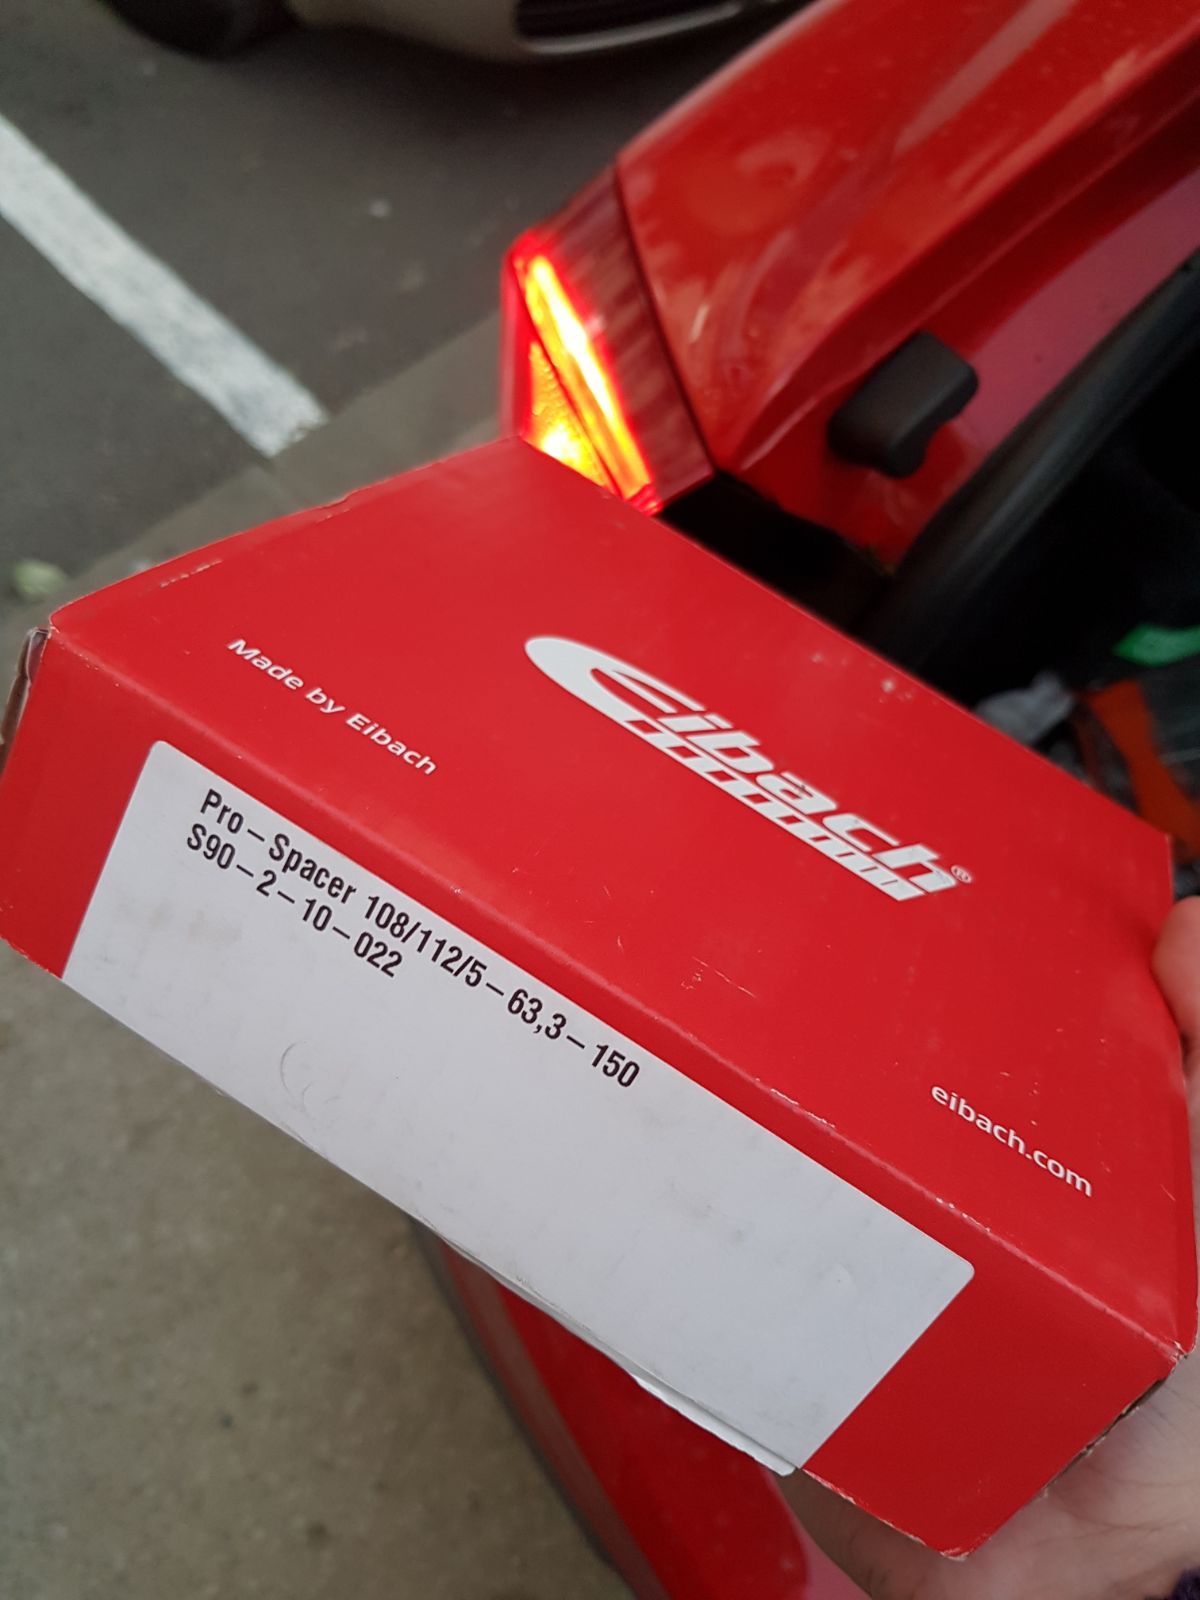 Made by Eibach
Eibach®
eibach.com
Pro-Spacer 108/112/5-63,3-150
S90-2-10-022